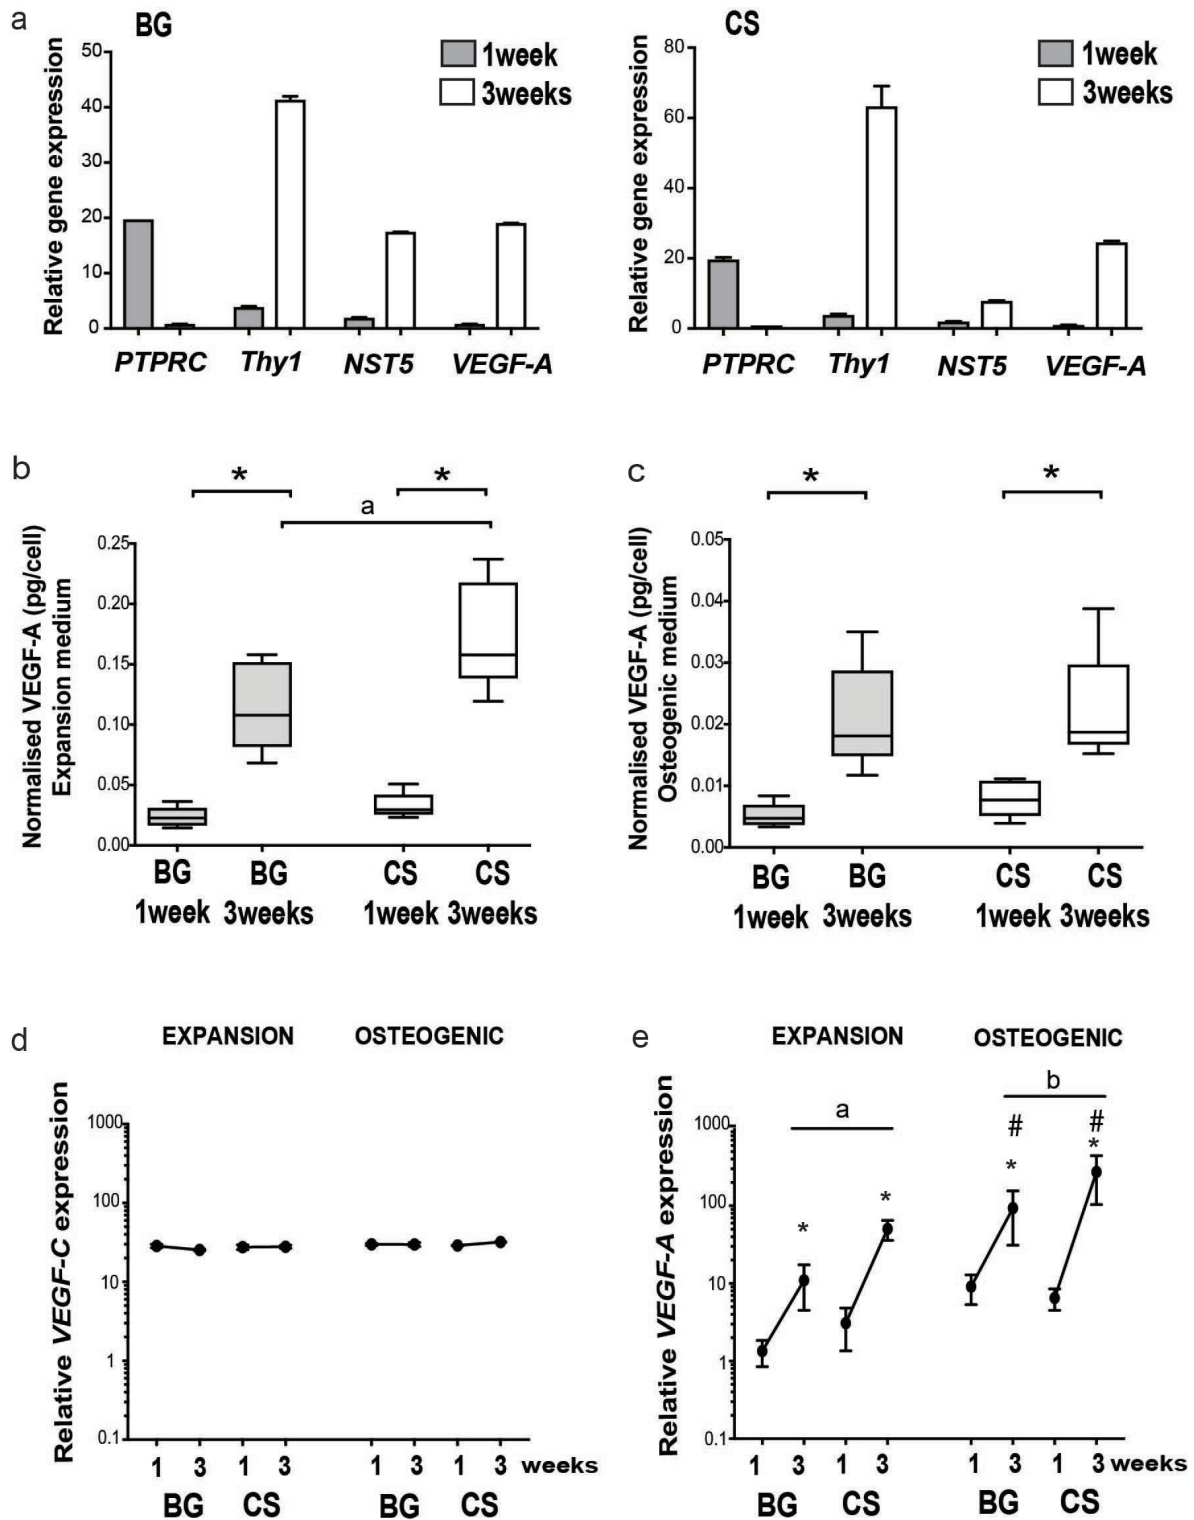 a
BG
CS
Relative gene expression
50
40
30
20
10
0
1week
3weeks
PTPRC Thy1 NST5 VEGF-A
Relative gene expression
80
60
40
20
0
1week
3weeks
PTPRC Thy1 NST5 VEGF-A
b
* *
a
Normalised VEGF-A (pg/cell)
Expansion medium
0.25
0.20
0.15
0.10
0.05
0.00
BG BG CS CS
1week 3weeks 1week 3weeks
c
* *
Normalised VEGF-A (pg/cell)
Osteogenic medium
0.05
0.04
0.03
0.02
0.01
0.00
BG BG CS CS
1week 3weeks 1week 3weeks
d
EXPANSION OSTEOGENIC
Relative VEGF-C expression
1000
100
10
1
0.1
1 3 1 3 1 3 1 3 weeks
BG CS BG CS
e
EXPANSION OSTEOGENIC
a b
# #
* * * *
Relative VEGF-A expression
1000
100
10
1
0.1
1 3 1 3 1 3 1 3 weeks
BG CS BG CS